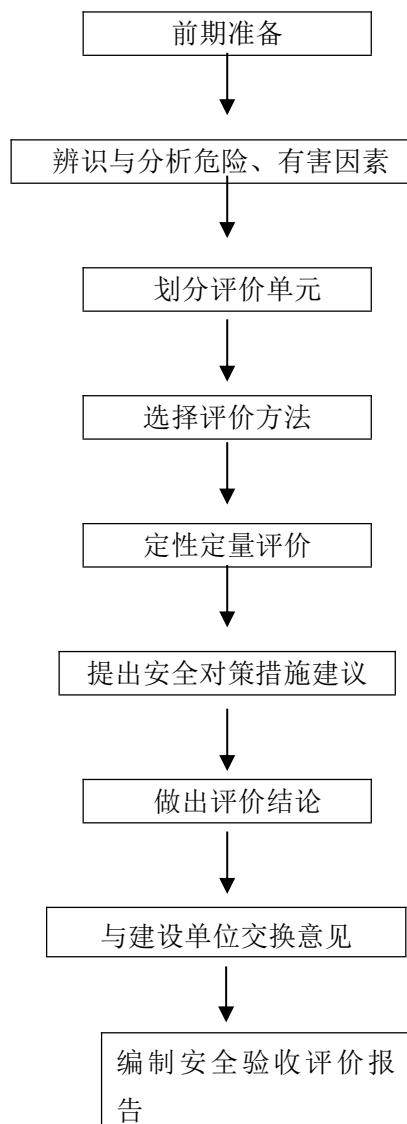 前期准备
辨识与分析危险、有害因素
划分评价单元
选择评价方法
定性定量评价
提出安全对策措施建议
做出评价结论
与建设单位交换意见
编制安全验收评价报
告